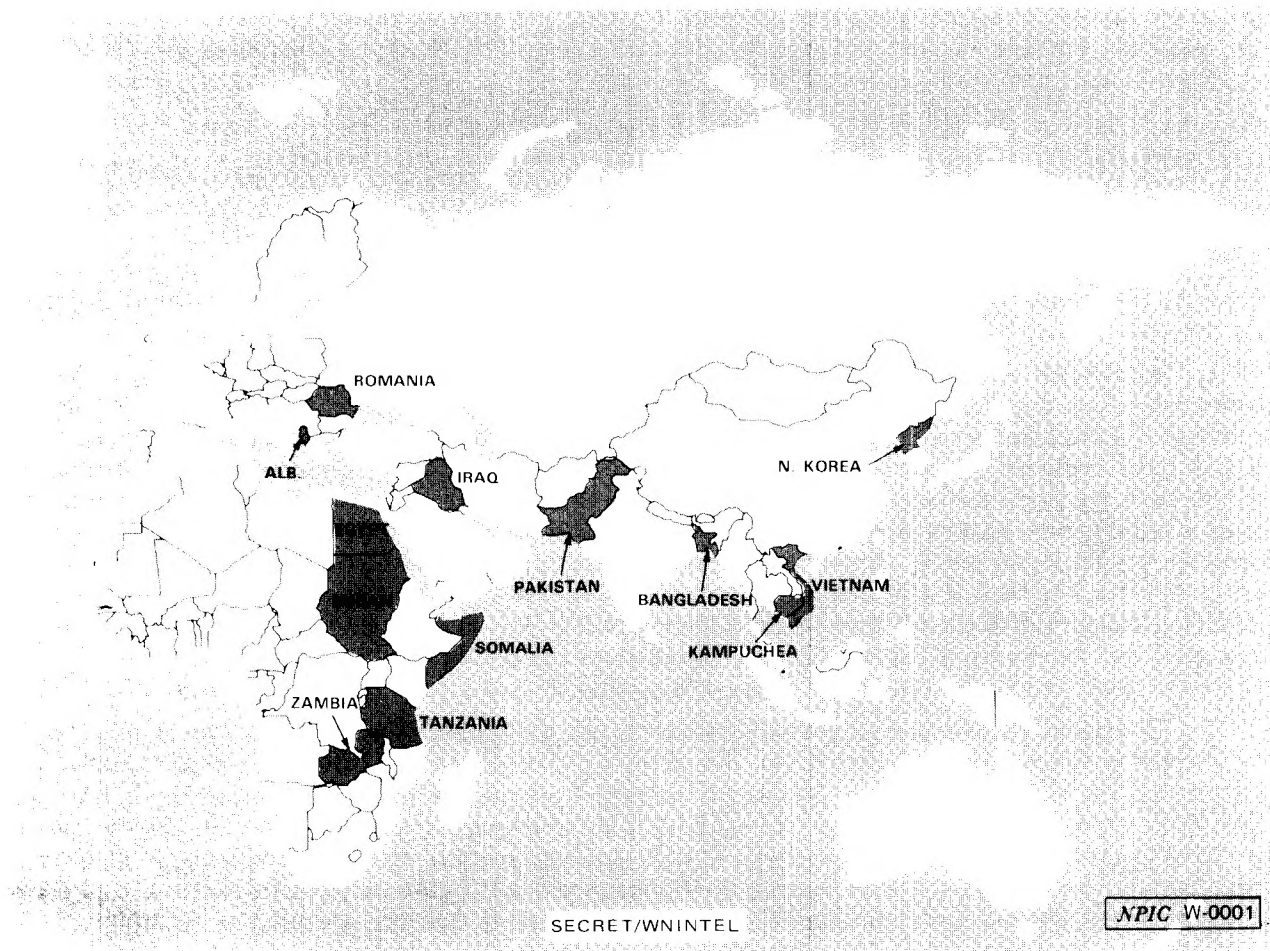 ROMANIA
ALB.
IRAQ
N. KOREA
PAKISTAN
BANGLADESH
VIETNAM
KAMPUCHEA
SOMALIA
ZAMBIA
TANZANIA
SECRET/WNINTEL
NPIC W-0001